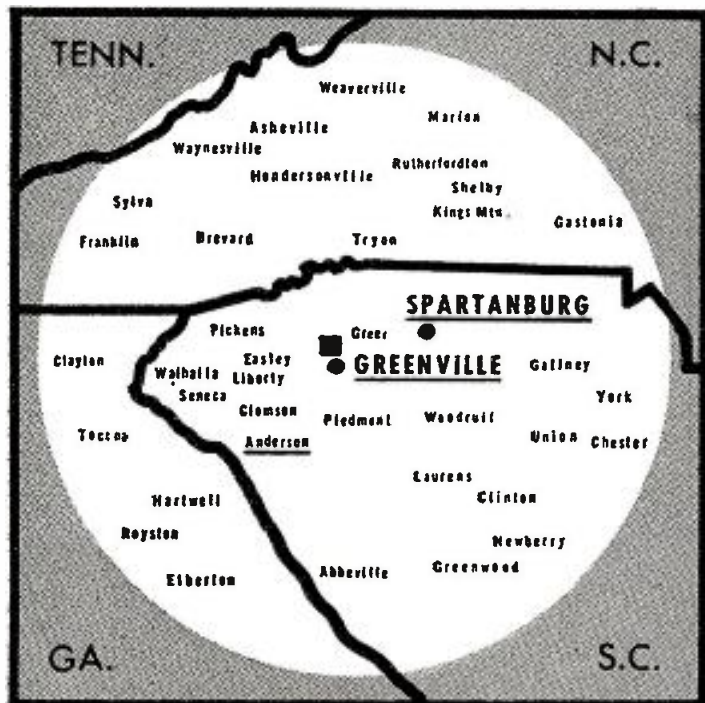 TENN. N.C.
Weaverville
Marion
Asheville
Waynesville
Rutherfordton
Hendersonville
Shelby
Sylva
Kings Mtn.
Gastonia
Franklin Brevard Tryon
SPARTANBURG
Pickens
Greer
Clayton
Easley
GREENVILLE
Gaffney
Walhalla
Liberty
Seneca
York
Clemson
Piedmont
Woodruff
Anderson
Toccoa
Union
Chester
Laurens
Hartwell
Clinton
Royston
Newberry
Elberton
Abbeville
Greenwood
GA. S.C.